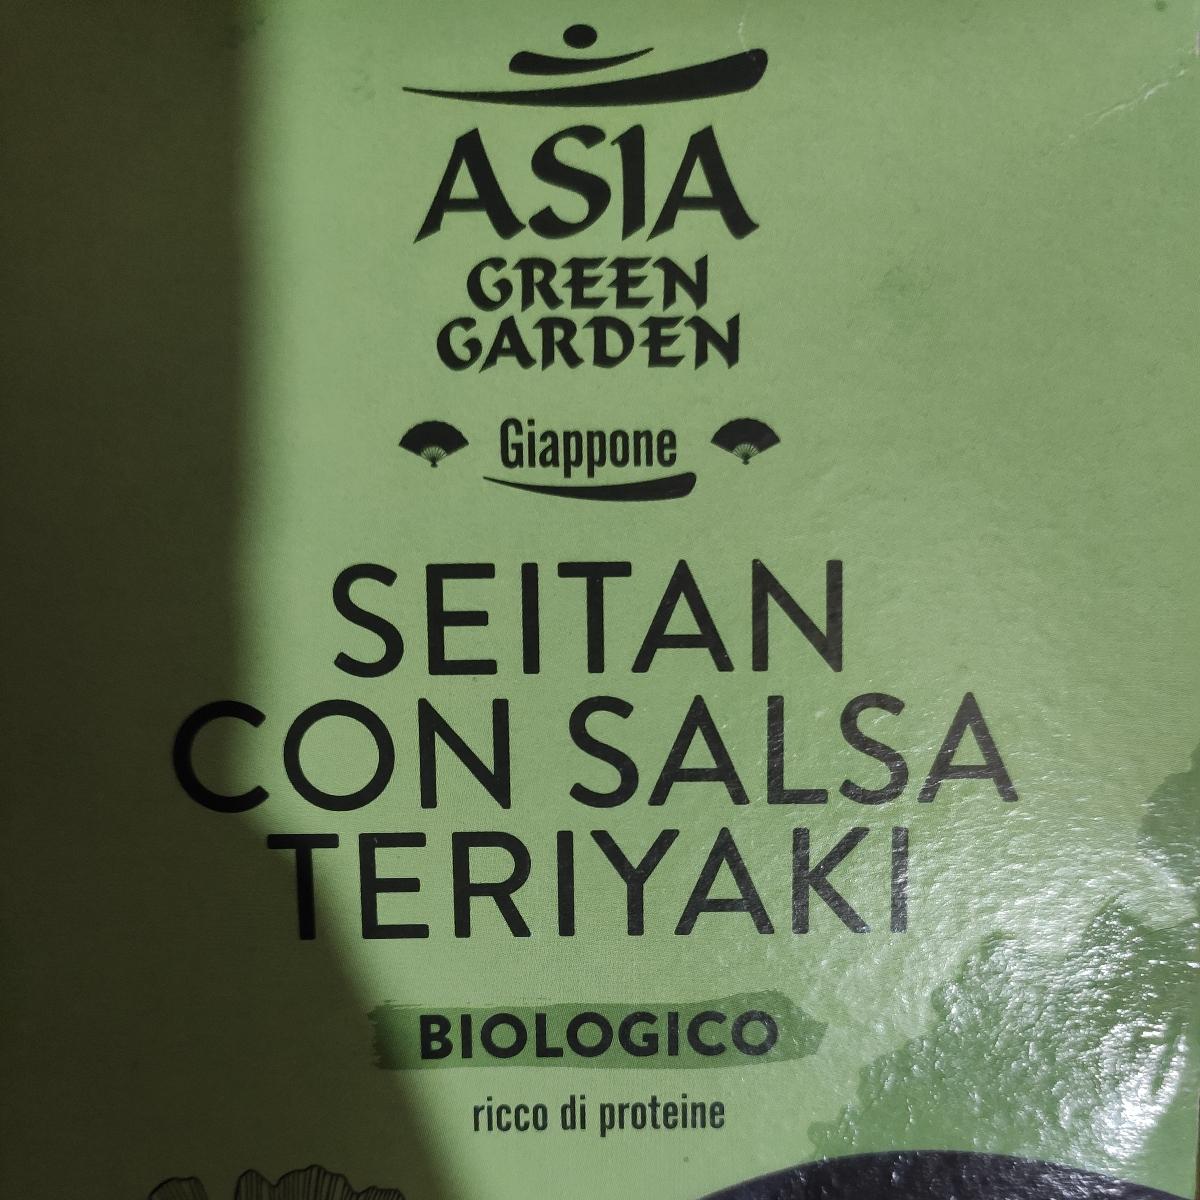 ASIA
GREEN
GARDEN
Giappone
SEITAN
CON SALSA
TERIYAKI
BIOLOGICO
ricco di proteine